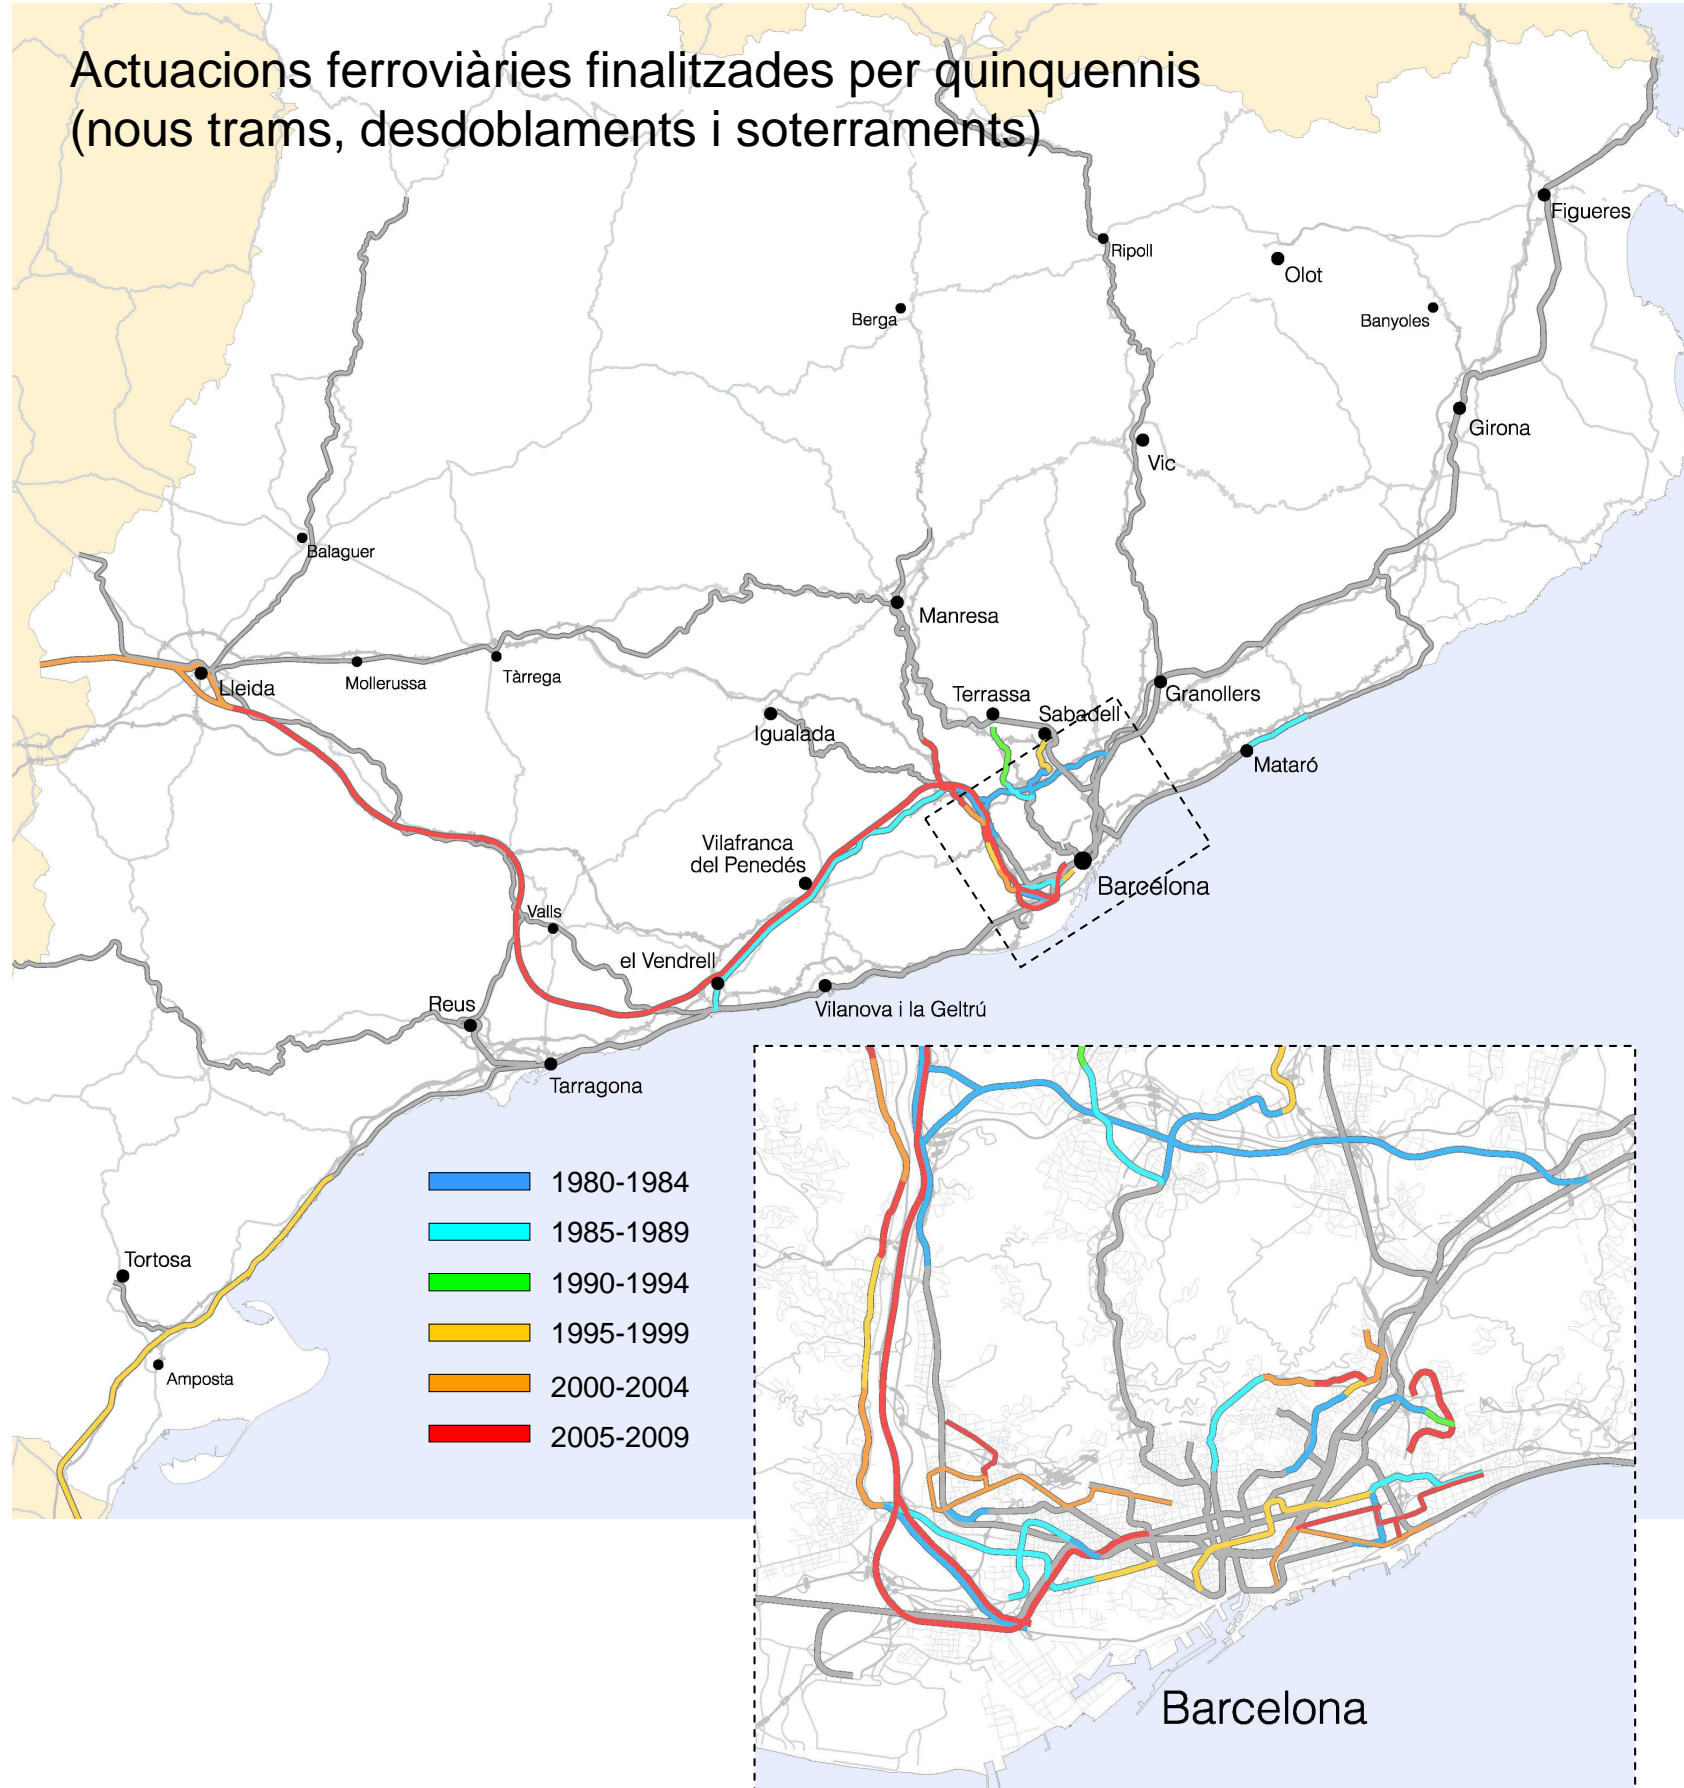 Actuacions ferroviàries finalitzades per quinquennis
(nous trams, desdoblaments i soterraments)
Figueres
Ripoll
Olot
Berga
Banyoles
Girona
Vic
Balaguer
Manresa
Mollerussa
Tàrrega
Lleida
Terrassa
Granollers
Sabadell
Igualada
Mataró
Vilafranca
del Penedés
Barcelona
Valls
el Vendrell
Reus
Vilanova i la Geltrú
Tarragona
1980-1984
1985-1989
Tortosa
1990-1994
1995-1999
Amposta
2000-2004
2005-2009
Barcelona